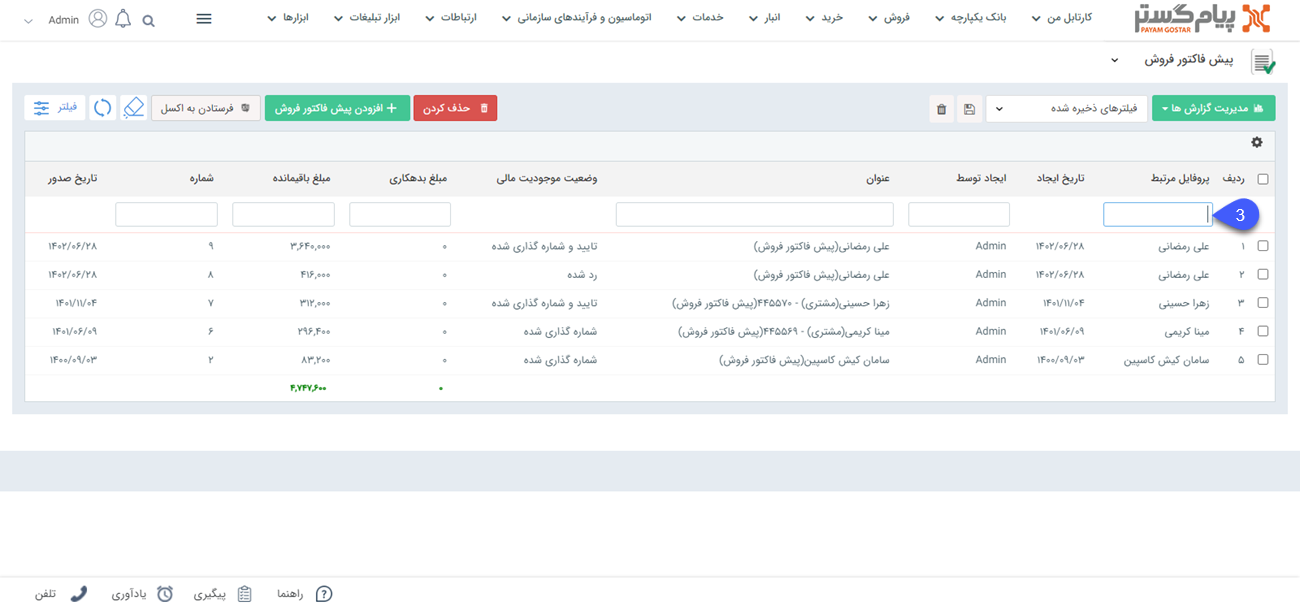 پیام گستر
PAYAM GOSTAR
کارتابل من
بانک یکپارچه
فروش
خرید
انبار
خدمات
اتوماسیون و فرآیندهای سازمانی
ارتباطات
ابزار تبلیغات
ابزارها
Admin
پیش فاکتور فروش
مدیریت گزارش ها
فیلترهای ذخیره شده
حذف کردن
افزودن پیش فاکتور فروش
فرستادن به اکسل
فیلتر
ردیف پروفایل مرتبط تاریخ ایجاد ایجاد توسط عنوان وضعیت موجودیت مالی مبلغ بدهکاری مبلغ باقیمانده شماره تاریخ صدور
3
۱ علی رمضانی ۱۴۰۲/۰۶/۲۸ Admin علی رمضانی(پیش فاکتور فروش) تایید و شماره گذاری شده ۰ ۳,۶۴۰,۰۰۰ ۹ ۱۴۰۲/۰۶/۲۸
۲ علی رمضانی ۱۴۰۲/۰۶/۲۸ Admin علی رمضانی(پیش فاکتور فروش) رد شده ۰ ۴۱۶,۰۰۰ ۸ ۱۴۰۲/۰۶/۲۸
۳ زهرا حسینی ۱۴۰۱/۱۱/۰۴ Admin زهرا حسینی(مشتری) - ۴۴۵۵۷۰(پیش فاکتور فروش) تایید و شماره گذاری شده ۰ ۳۱۲,۰۰۰ ۷ ۱۴۰۱/۱۱/۰۴
۴ مینا کریمی ۱۴۰۱/۰۶/۰۹ Admin مینا کریمی(مشتری) - ۴۴۵۵۶۹(پیش فاکتور فروش) شماره گذاری شده ۰ ۲۹۶,۴۰۰ ۶ ۱۴۰۱/۰۶/۰۹
۵ سامان کیش کاسپین ۱۴۰۰/۰۹/۰۳ Admin سامان کیش کاسپین(پیش فاکتور فروش) شماره گذاری شده ۰ ۸۳,۲۰۰ ۲ ۱۴۰۰/۰۹/۰۳
۰ ۴,۷۴۷,۶۰۰
راهنما
پیگیری
یادآوری
تلفن